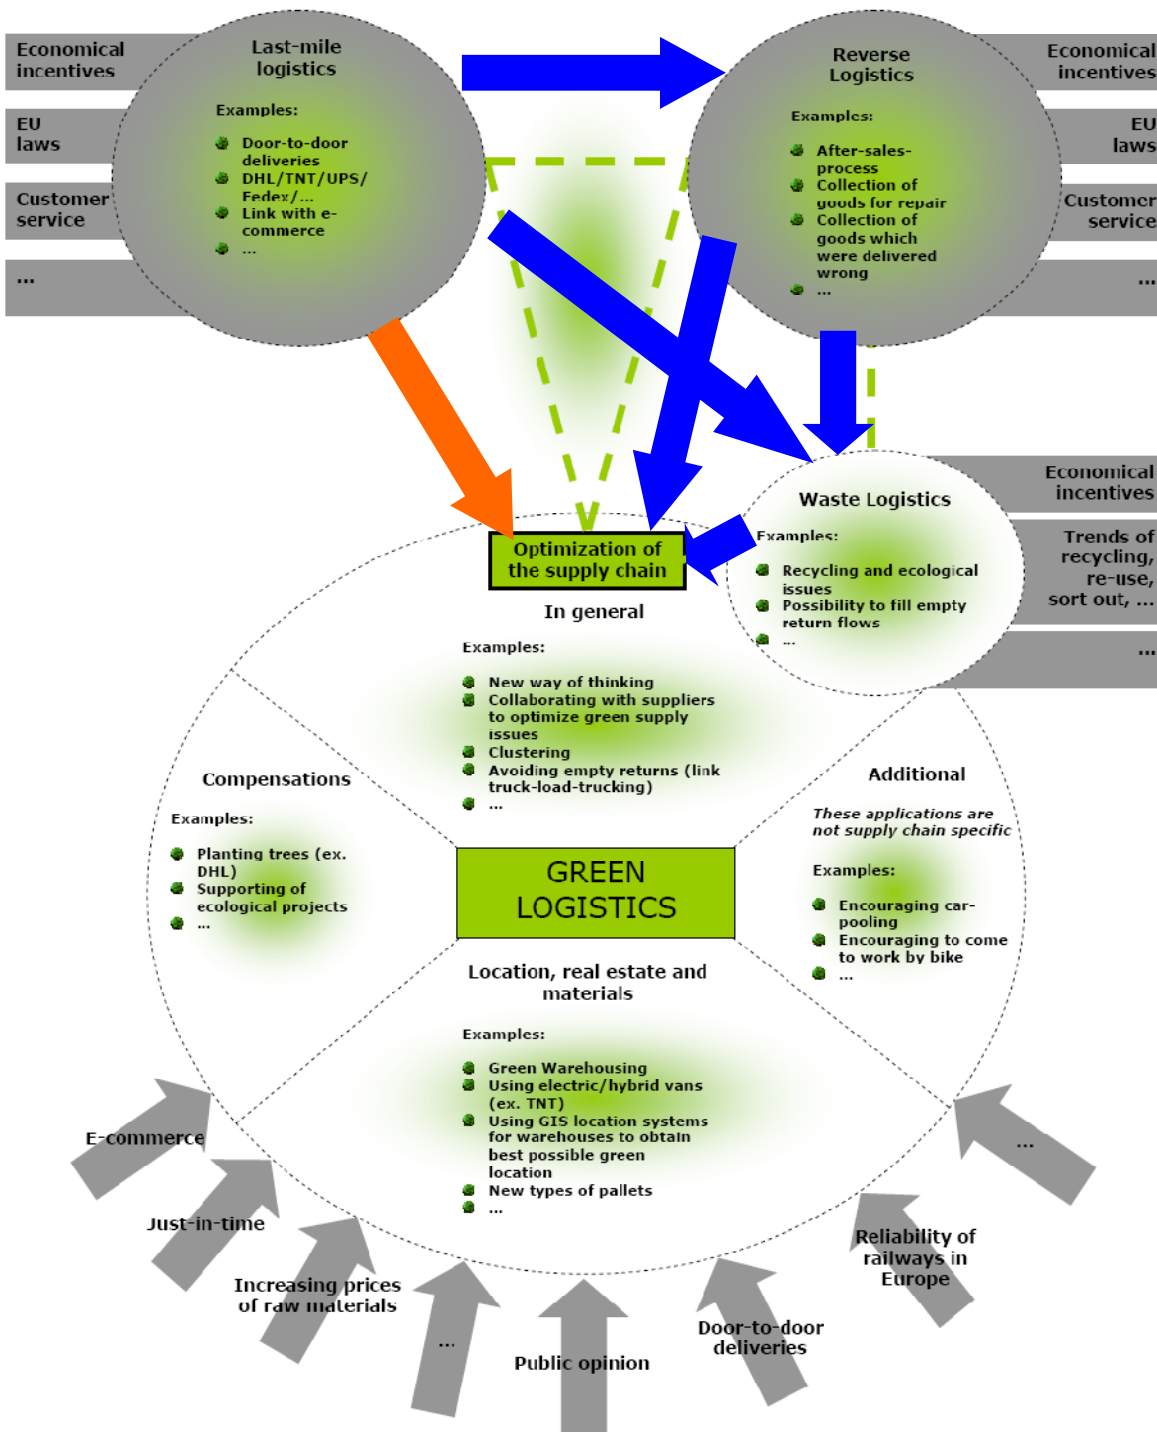 Economical
incentives
EU
laws
Customer
service
...
Last-mile
logistics
Examples:
Door-to-door
deliveries
DHL/TNT/UPS/
Fedex/...
Link with e-
commerce
...
Reverse
Logistics
Examples:
After-sales-
process
Collection of
goods for repair
Collection of
goods which
were delivered
wrong
...
Economical
incentives
EU
laws
Customer
service
...
Waste Logistics
Examples:
Recycling and ecological
issues
Possibility to fill empty
return flows
...
Economical
incentives
Trends of
recycling,
re-use,
sort out, ...
...
Optimization of
the supply chain
In general
Examples:
New way of thinking
Collaborating with suppliers
to optimize green supply
issues
Clustering
Avoiding empty returns (link
truck-load-trucking)
...
Compensations
Examples:
Planting trees (ex.
DHL)
Supporting of
ecological projects
...
Additional
These applications are
not supply chain specific
Examples:
Encouraging car-
pooling
Encouraging to come
to work by bike
...
GREEN
LOGISTICS
Location, real estate and
materials
Examples:
Green Warehousing
Using electric/hybrid vans
(ex. TNT)
Using GIS location systems
for warehouses to obtain
best possible green
location
New types of pallets
...
E-commerce
Just-in-time
Increasing prices
of raw materials
...
Public opinion
Door-to-door
deliveries
Reliability of
railways in
Europe
...